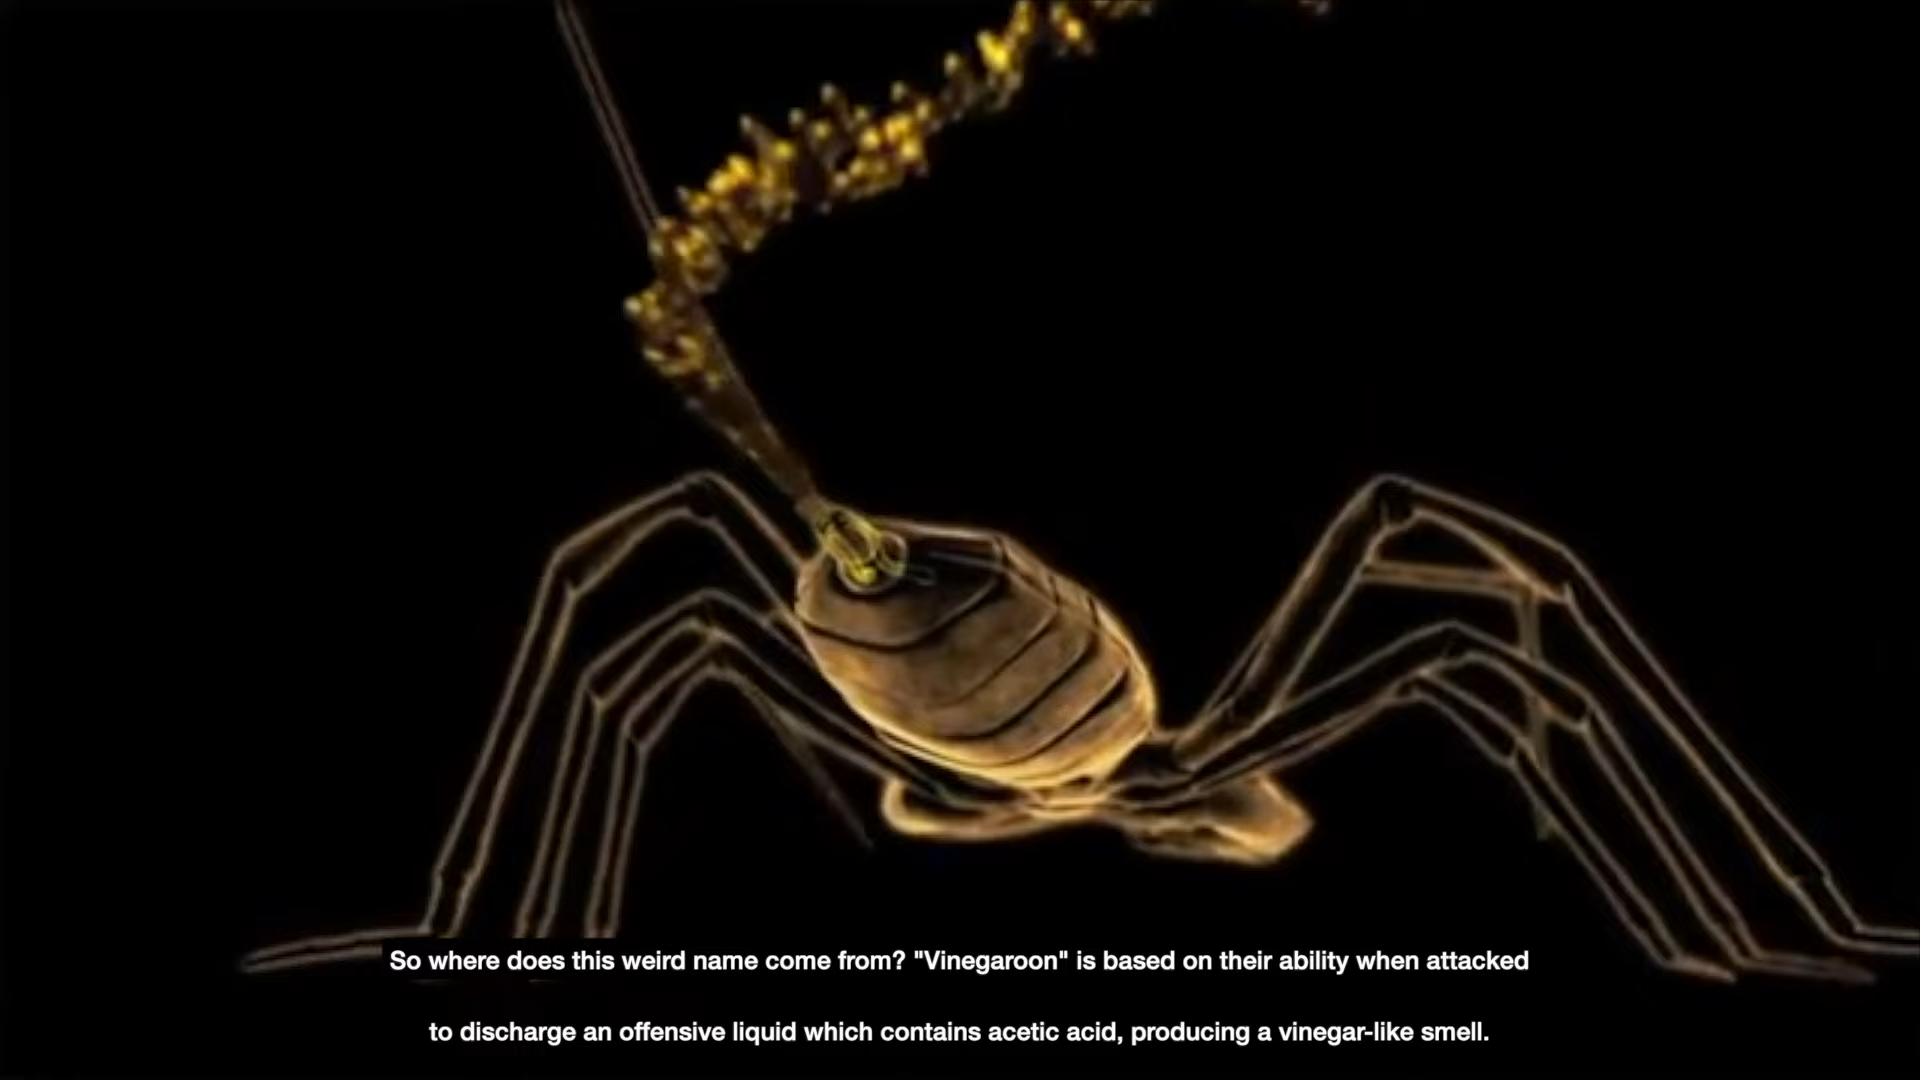 So where does this weird name come from? "Vinegaroon" is based on their ability when attacked
to discharge an offensive liquid which contains acetic acid, producing a vinegar-like smell.